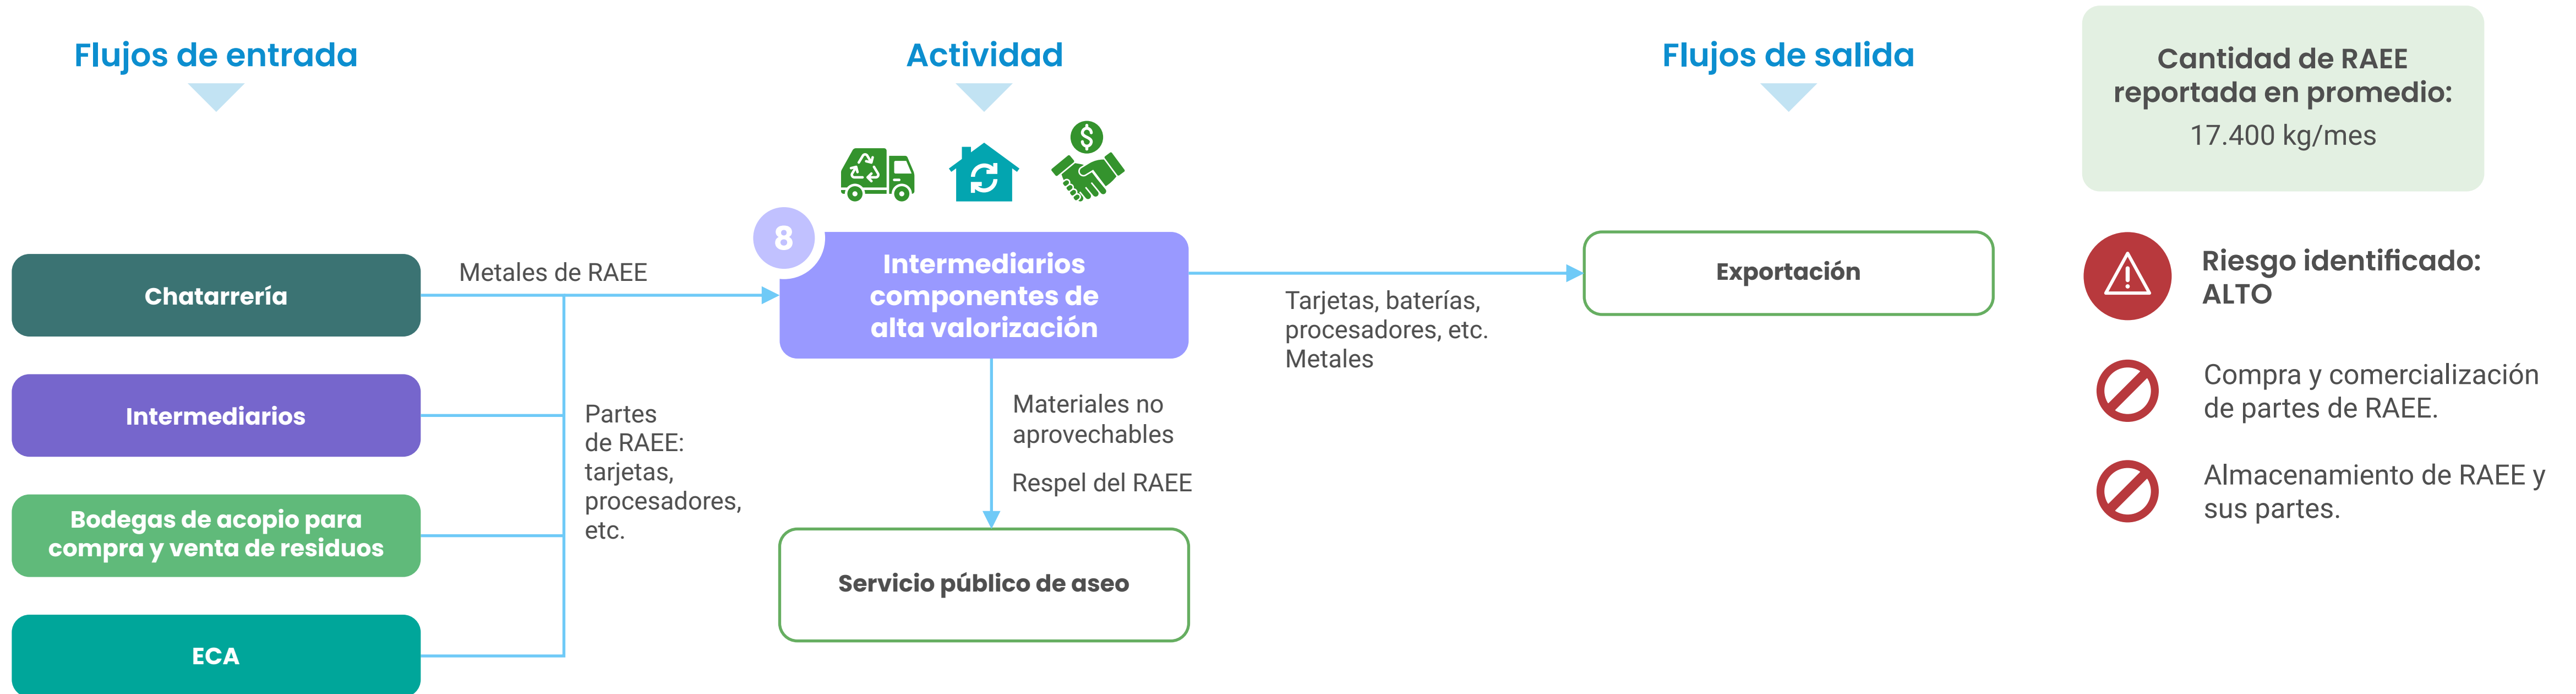 Flujos de entrada
Actividad
Flujos de salida
Cantidad de RAEE
reportada en promedio:
17.400 kg/mes
$
8
Chatarrería
Metales de RAEE
Intermediarios
componentes de
alta valorización
Exportación
Tarjetas, baterías,
procesadores, etc.
Metales
Riesgo identificado:
ALTO
Intermediarios
Partes
de RAEE:
tarjetas,
procesadores,
etc.
Materiales no
aprovechables
Respel del RAEE
Compra y comercialización
de partes de RAEE.
Bodegas de acopio para
compra y venta de residuos
Almacenamiento de RAEE y
sus partes.
Servicio público de aseo
ECA